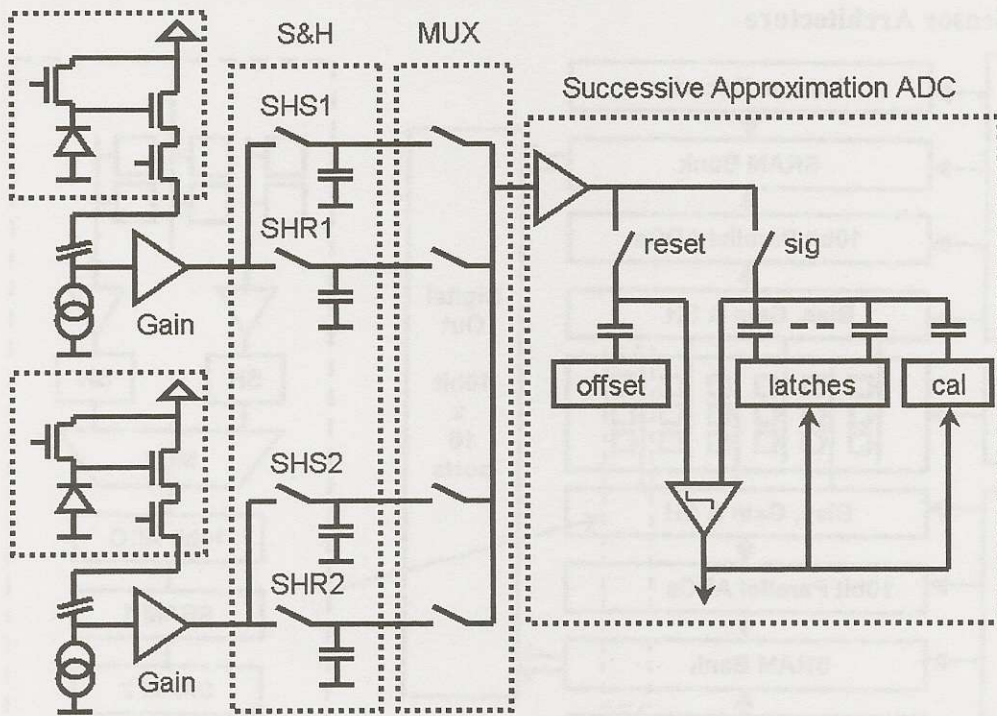 S&H
MUX
Successive Approximation ADC
SHS1
SHR1
reset
sig
Gain
offset
latches
cal
SHS2
SHR2
Gain